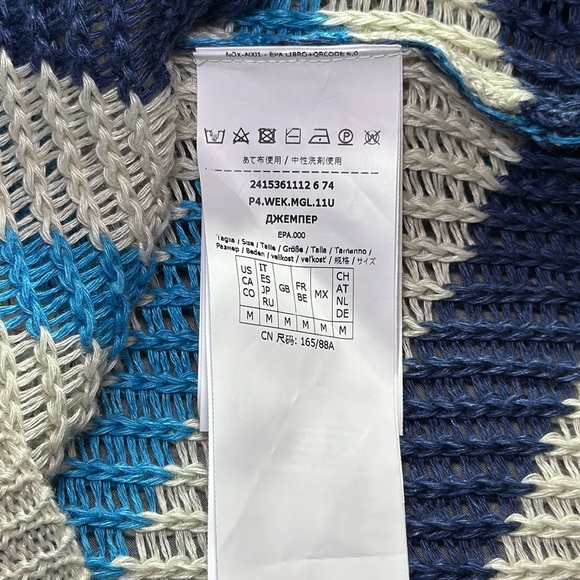 あて布使用 / 中性洗剤使用
2415361112 6 74
P4.WEK.MGL.11U
ДЖЕМПЕР
EPA.000
Taglia / Size / Taille / Größe / Talla / Tamanho /
Размер / Beden / velikost / veľkosť / 规格 / サイズ
US CA CO IT ES JP RU GB FR BE MX CH AT NL DE
M M M M M M
CN 尺码: 165/88A